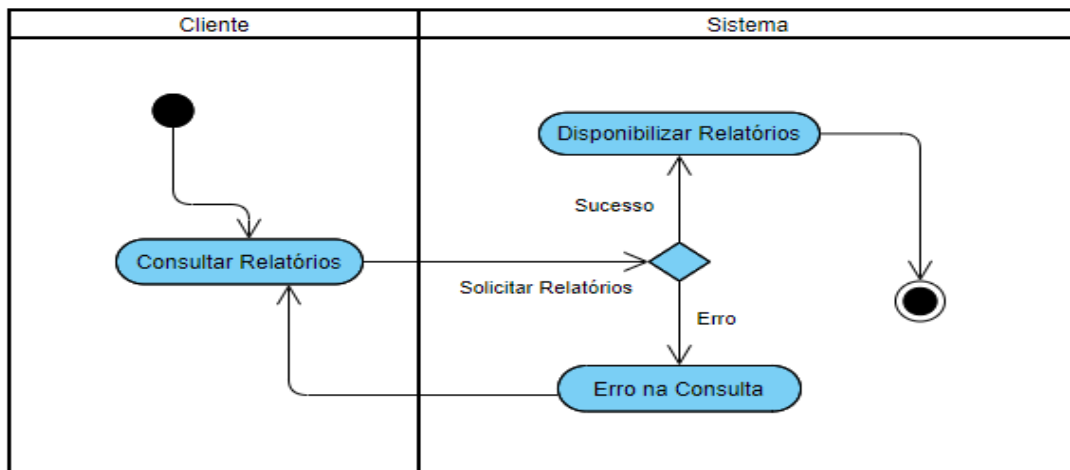 Cliente
Sistema
Disponibilizar Relatórios
Sucesso
Consultar Relatórios
Solicitar Relatórios
Erro
Erro na Consulta